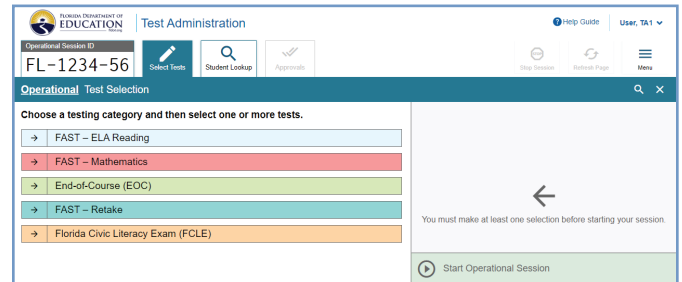 FLORIDA DEPARTMENT OF
EDUCATION
Test Administration
Help Guide
User, TA1
Operational Session ID
FL-1234-56
Select Tests
Student Lookup
Approvals
STOP
Stop Session
Refresh Page
Menu
Operational Test Selection
Choose a testing category and then select one or more tests.
FAST – ELA Reading
FAST – Mathematics
End-of-Course (EOC)
FAST – Retake
Florida Civic Literacy Exam (FCLE)
You must make at least one selection before starting your session.
Start Operational Session